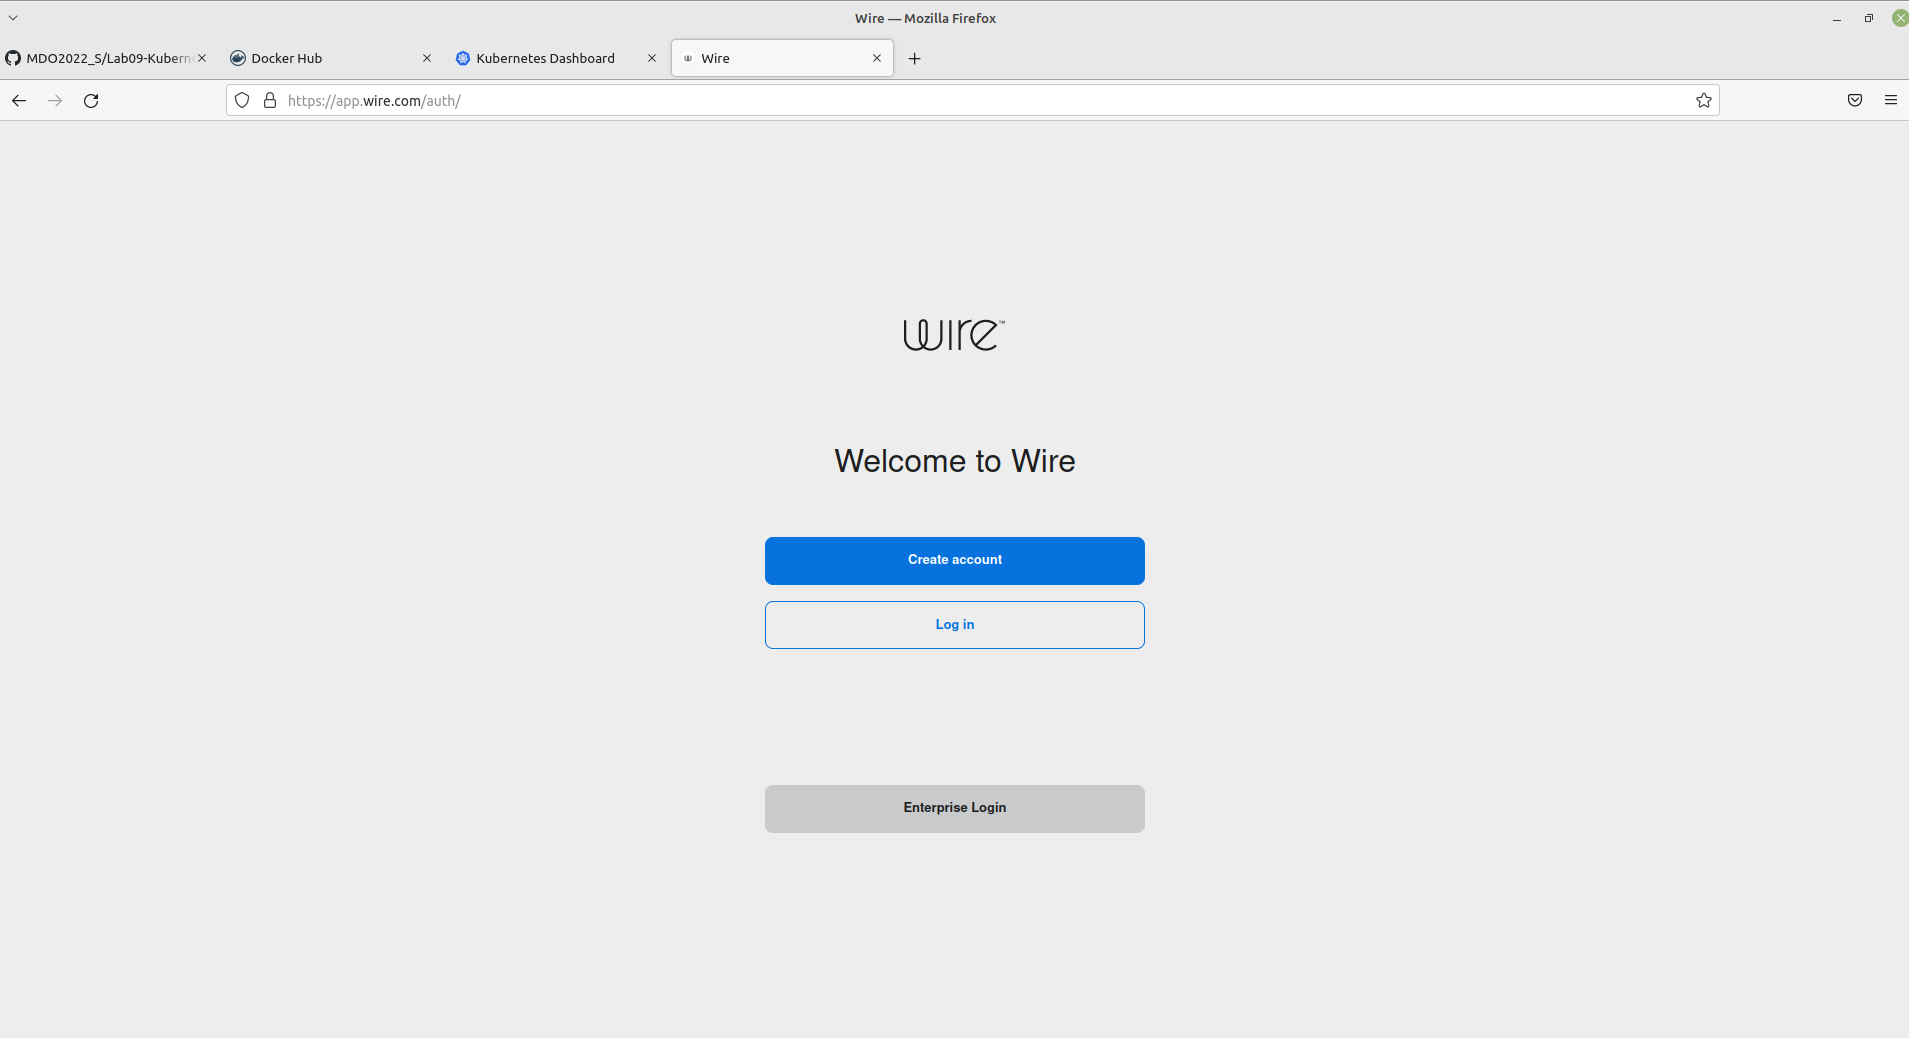 Wire — Mozilla Firefox
MDO2022_S/Lab09-Kuberne
Docker Hub
Kubernetes Dashboard
Wire
https://app.wire.com/auth/
wire™
Welcome to Wire
Create account
Log in
Enterprise Login